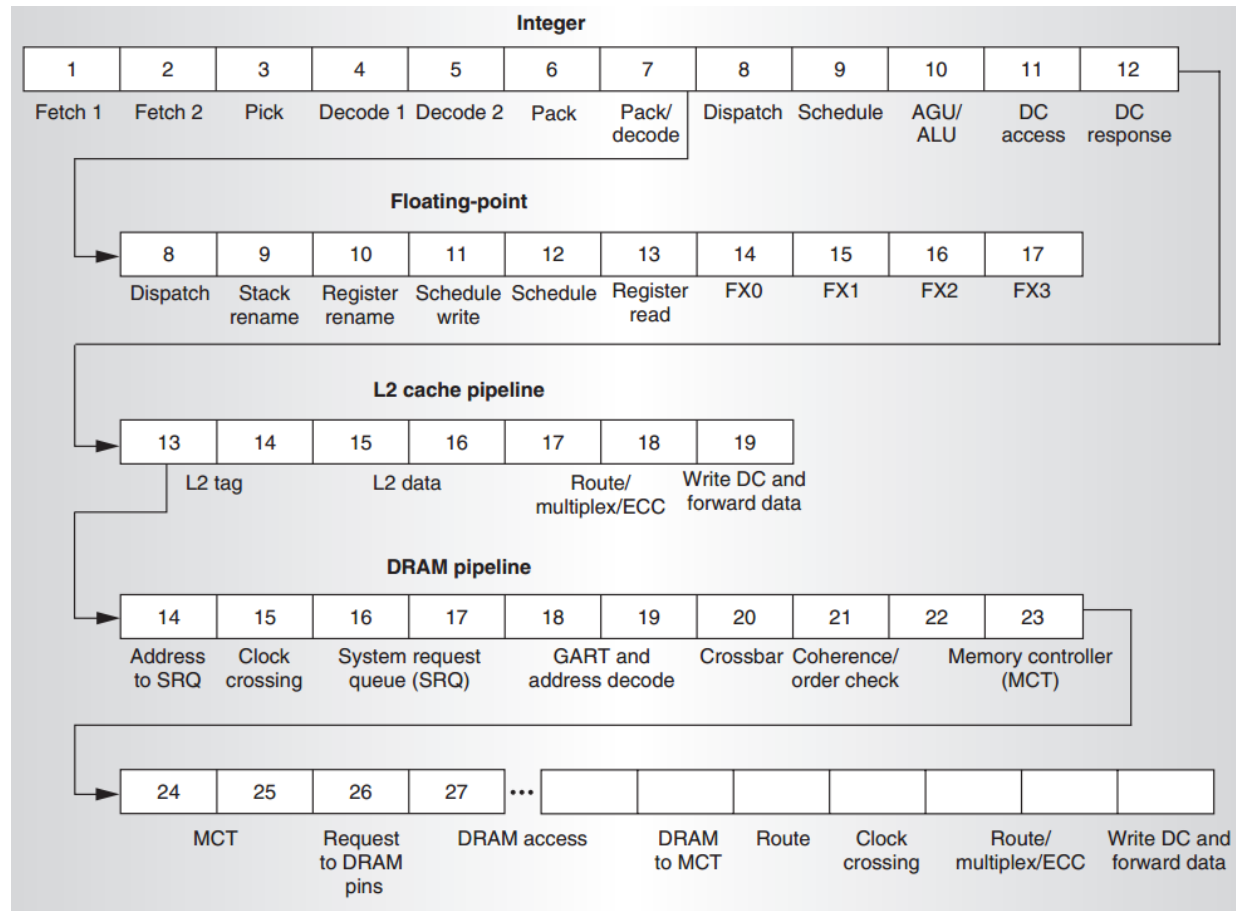 Integer
1 2 3 4 5 6 7 8 9 10 11 12
Fetch 1 Fetch 2 Pick Decode 1 Decode 2 Pack Pack/ Dispatch Schedule AGU/ DC DC
decode ALU access response
Floating-point
8 9 10 11 12 13 14 15 16 17
Dispatch Stack Register Schedule Schedule Register FX0 FX1 FX2 FX3
rename rename write read
L2 cache pipeline
13 14 15 16 17 18 19
L2 tag L2 data Route/ Write DC and
multiplex/ECC forward data
DRAM pipeline
14 15 16 17 18 19 20 21 22 23
Address Clock System request GART and Crossbar Coherence/ Memory controller
to SRQ crossing queue (SRQ) address decode order check (MCT)
24 25 26 27 •••
MCT Request DRAM access DRAM Route Clock Route/ Write DC and
to DRAM to MCT crossing multiplex/ECC forward data
pins